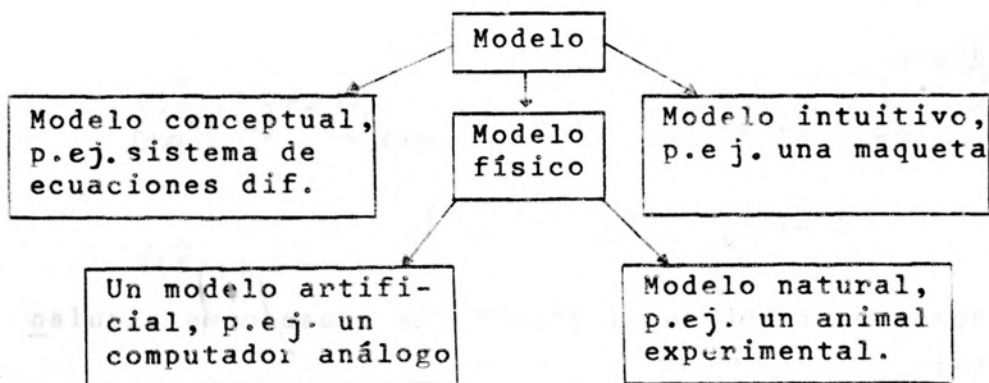 Modelo
Modelo conceptual,
p.ej. sistema de
ecuaciones dif.
Modelo
físico
Modelo intuitivo,
p.ej. una maqueta
Un modelo artifi-
cial, p.ej. un
computador análogo
Modelo natural,
p.ej. un animal
experimental.